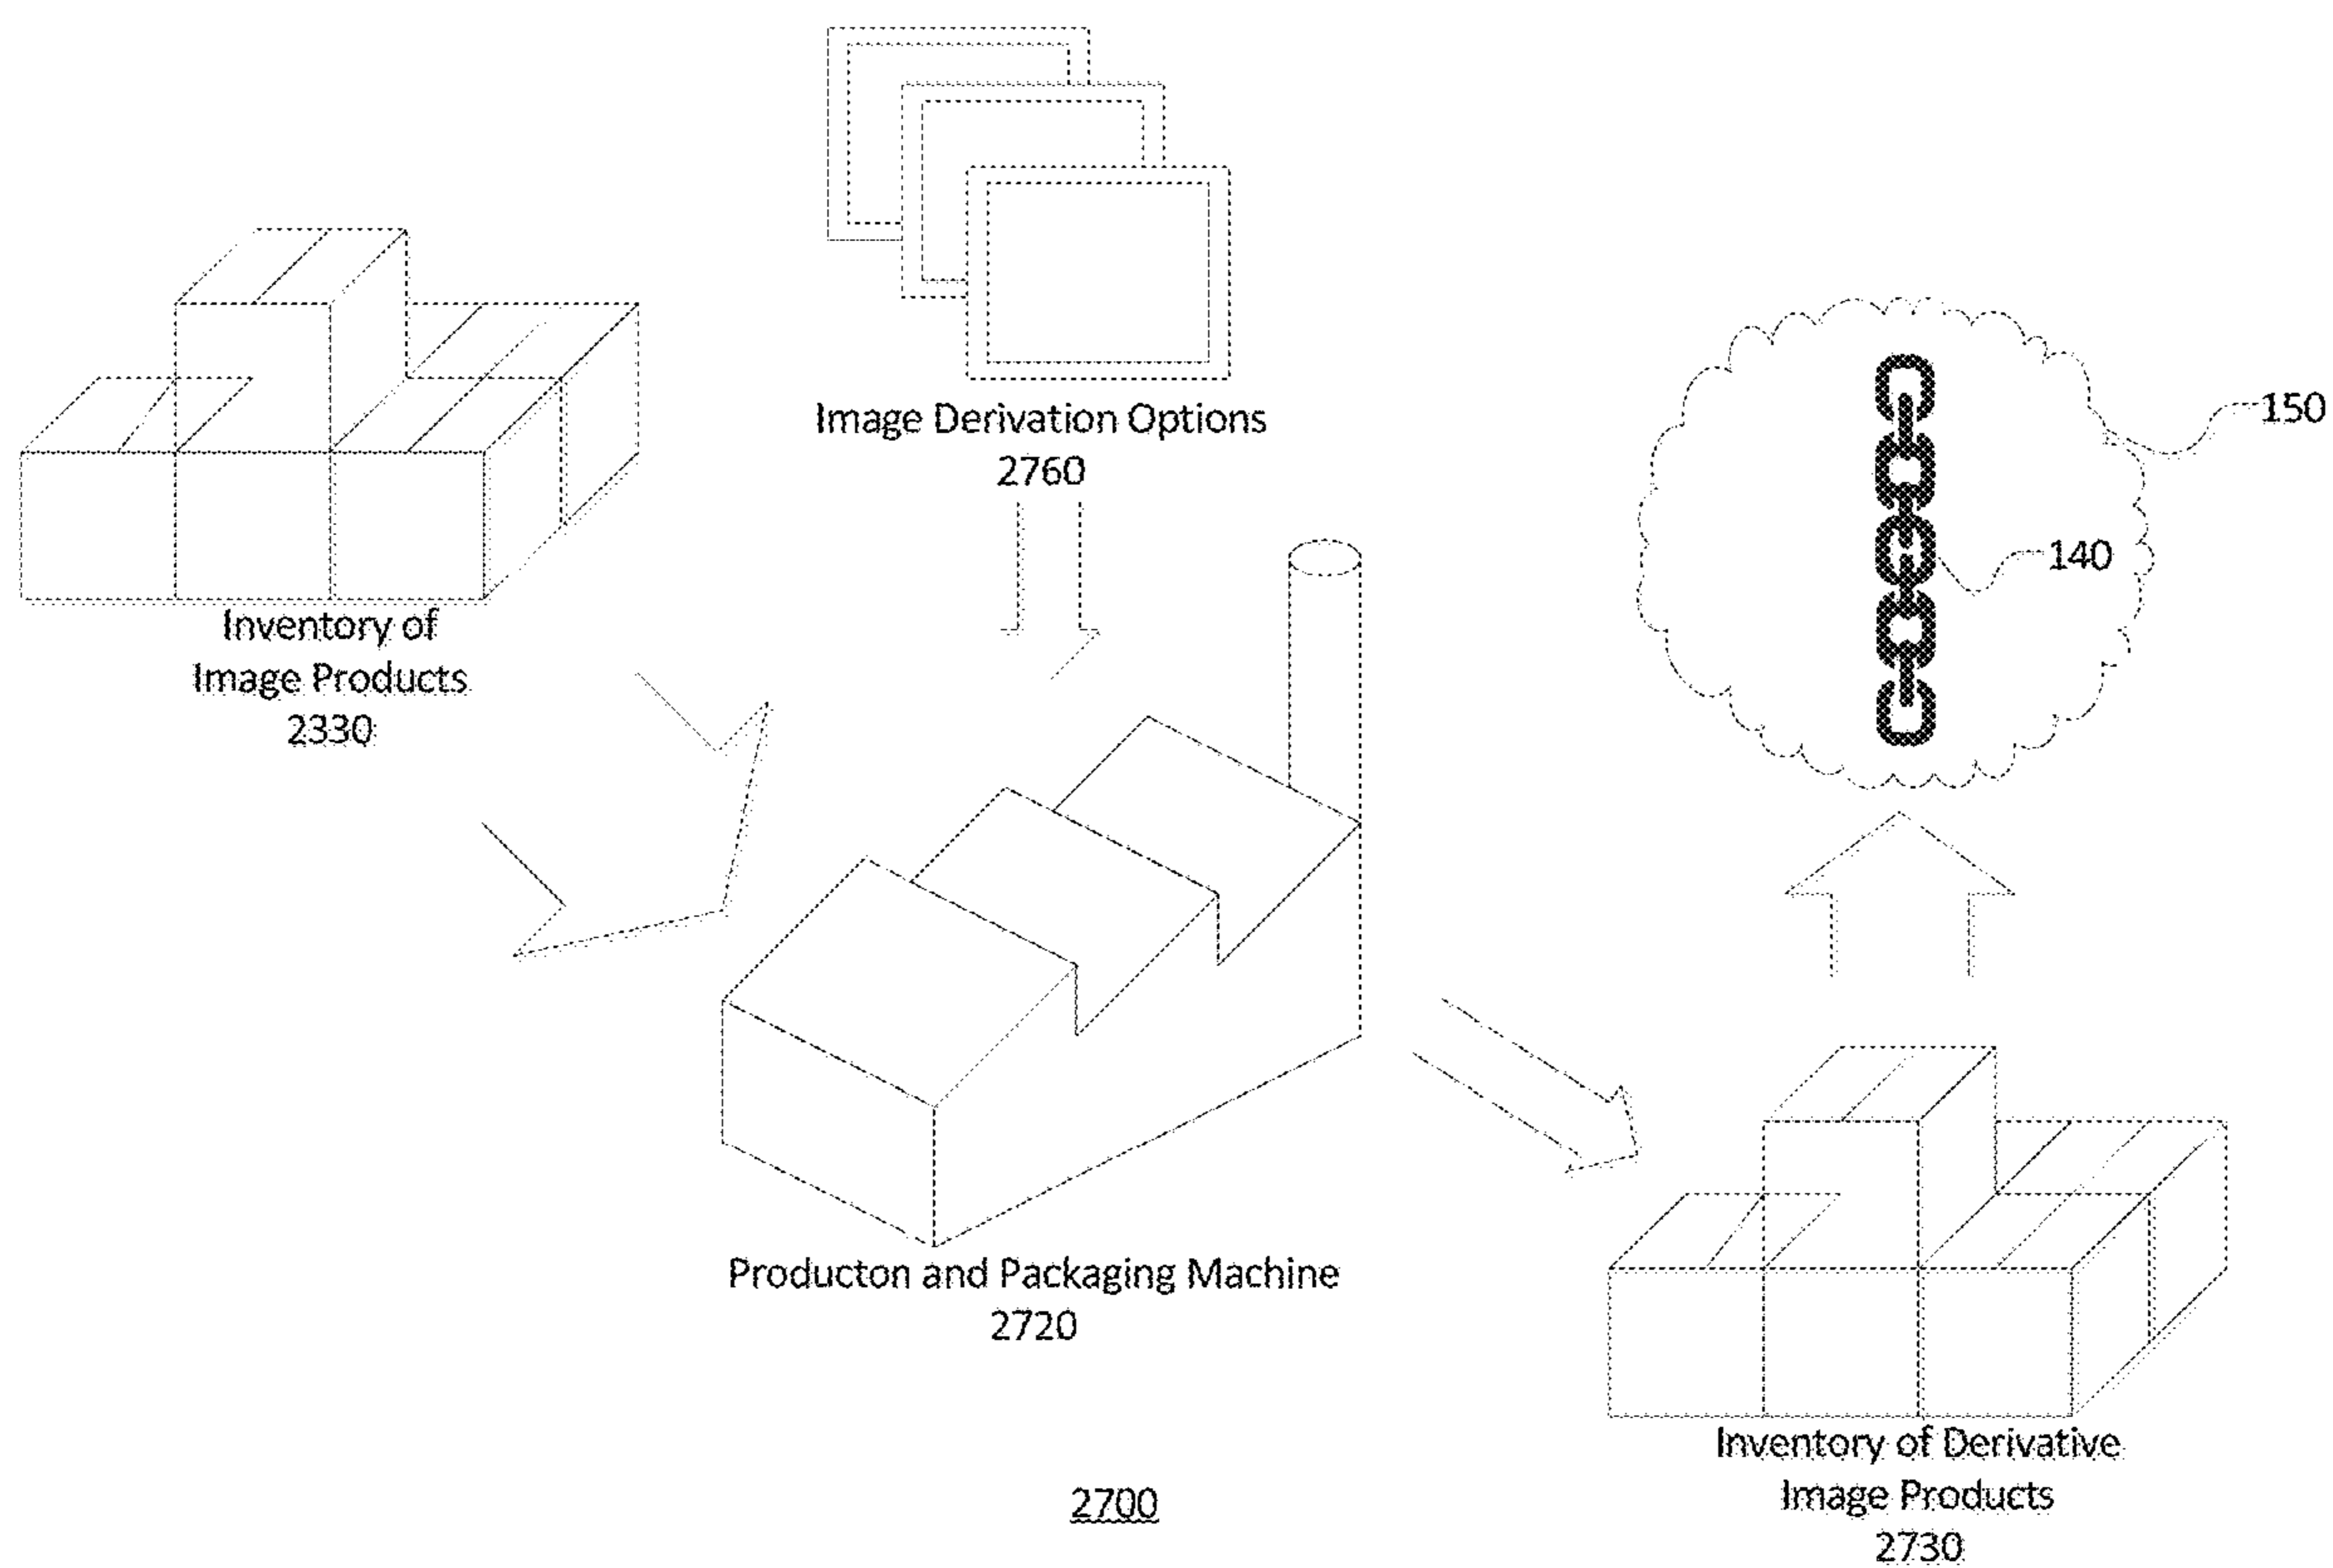 Image Derivation Options
2760
150
140
Inventory of
Image Products
2330
Producton and Packaging Machine
2720
Inventory of Derivative
Image Products
2730
2700